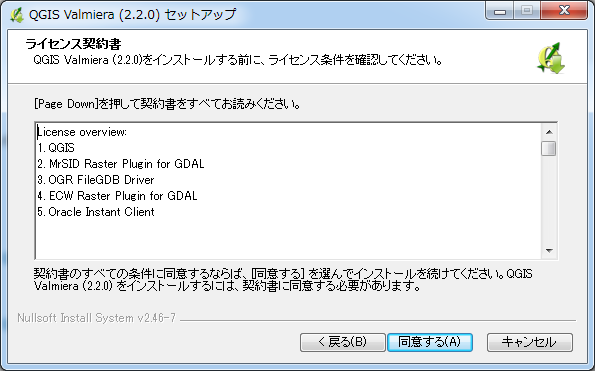 QGIS Valmiera (2.2.0) セットアップ
ライセンス契約書
QGIS Valmiera (2.2.0)をインストールする前に、ライセンス条件を確認してください。
[Page Down]を押して契約書をすべてお読みください。
License overview:
1. QGIS
2. MrSID Raster Plugin for GDAL
3. OGR FileGDB Driver
4. ECW Raster Plugin for GDAL
5. Oracle Instant Client
契約書のすべての条件に同意するならば、[同意する] を選んでインストールを続けてください。QGIS
Valmiera (2.2.0) をインストールするには、契約書に同意する必要があります。
Nullsoft Install System v2.46-7
< 戻る(B)
同意する(A)
キャンセル